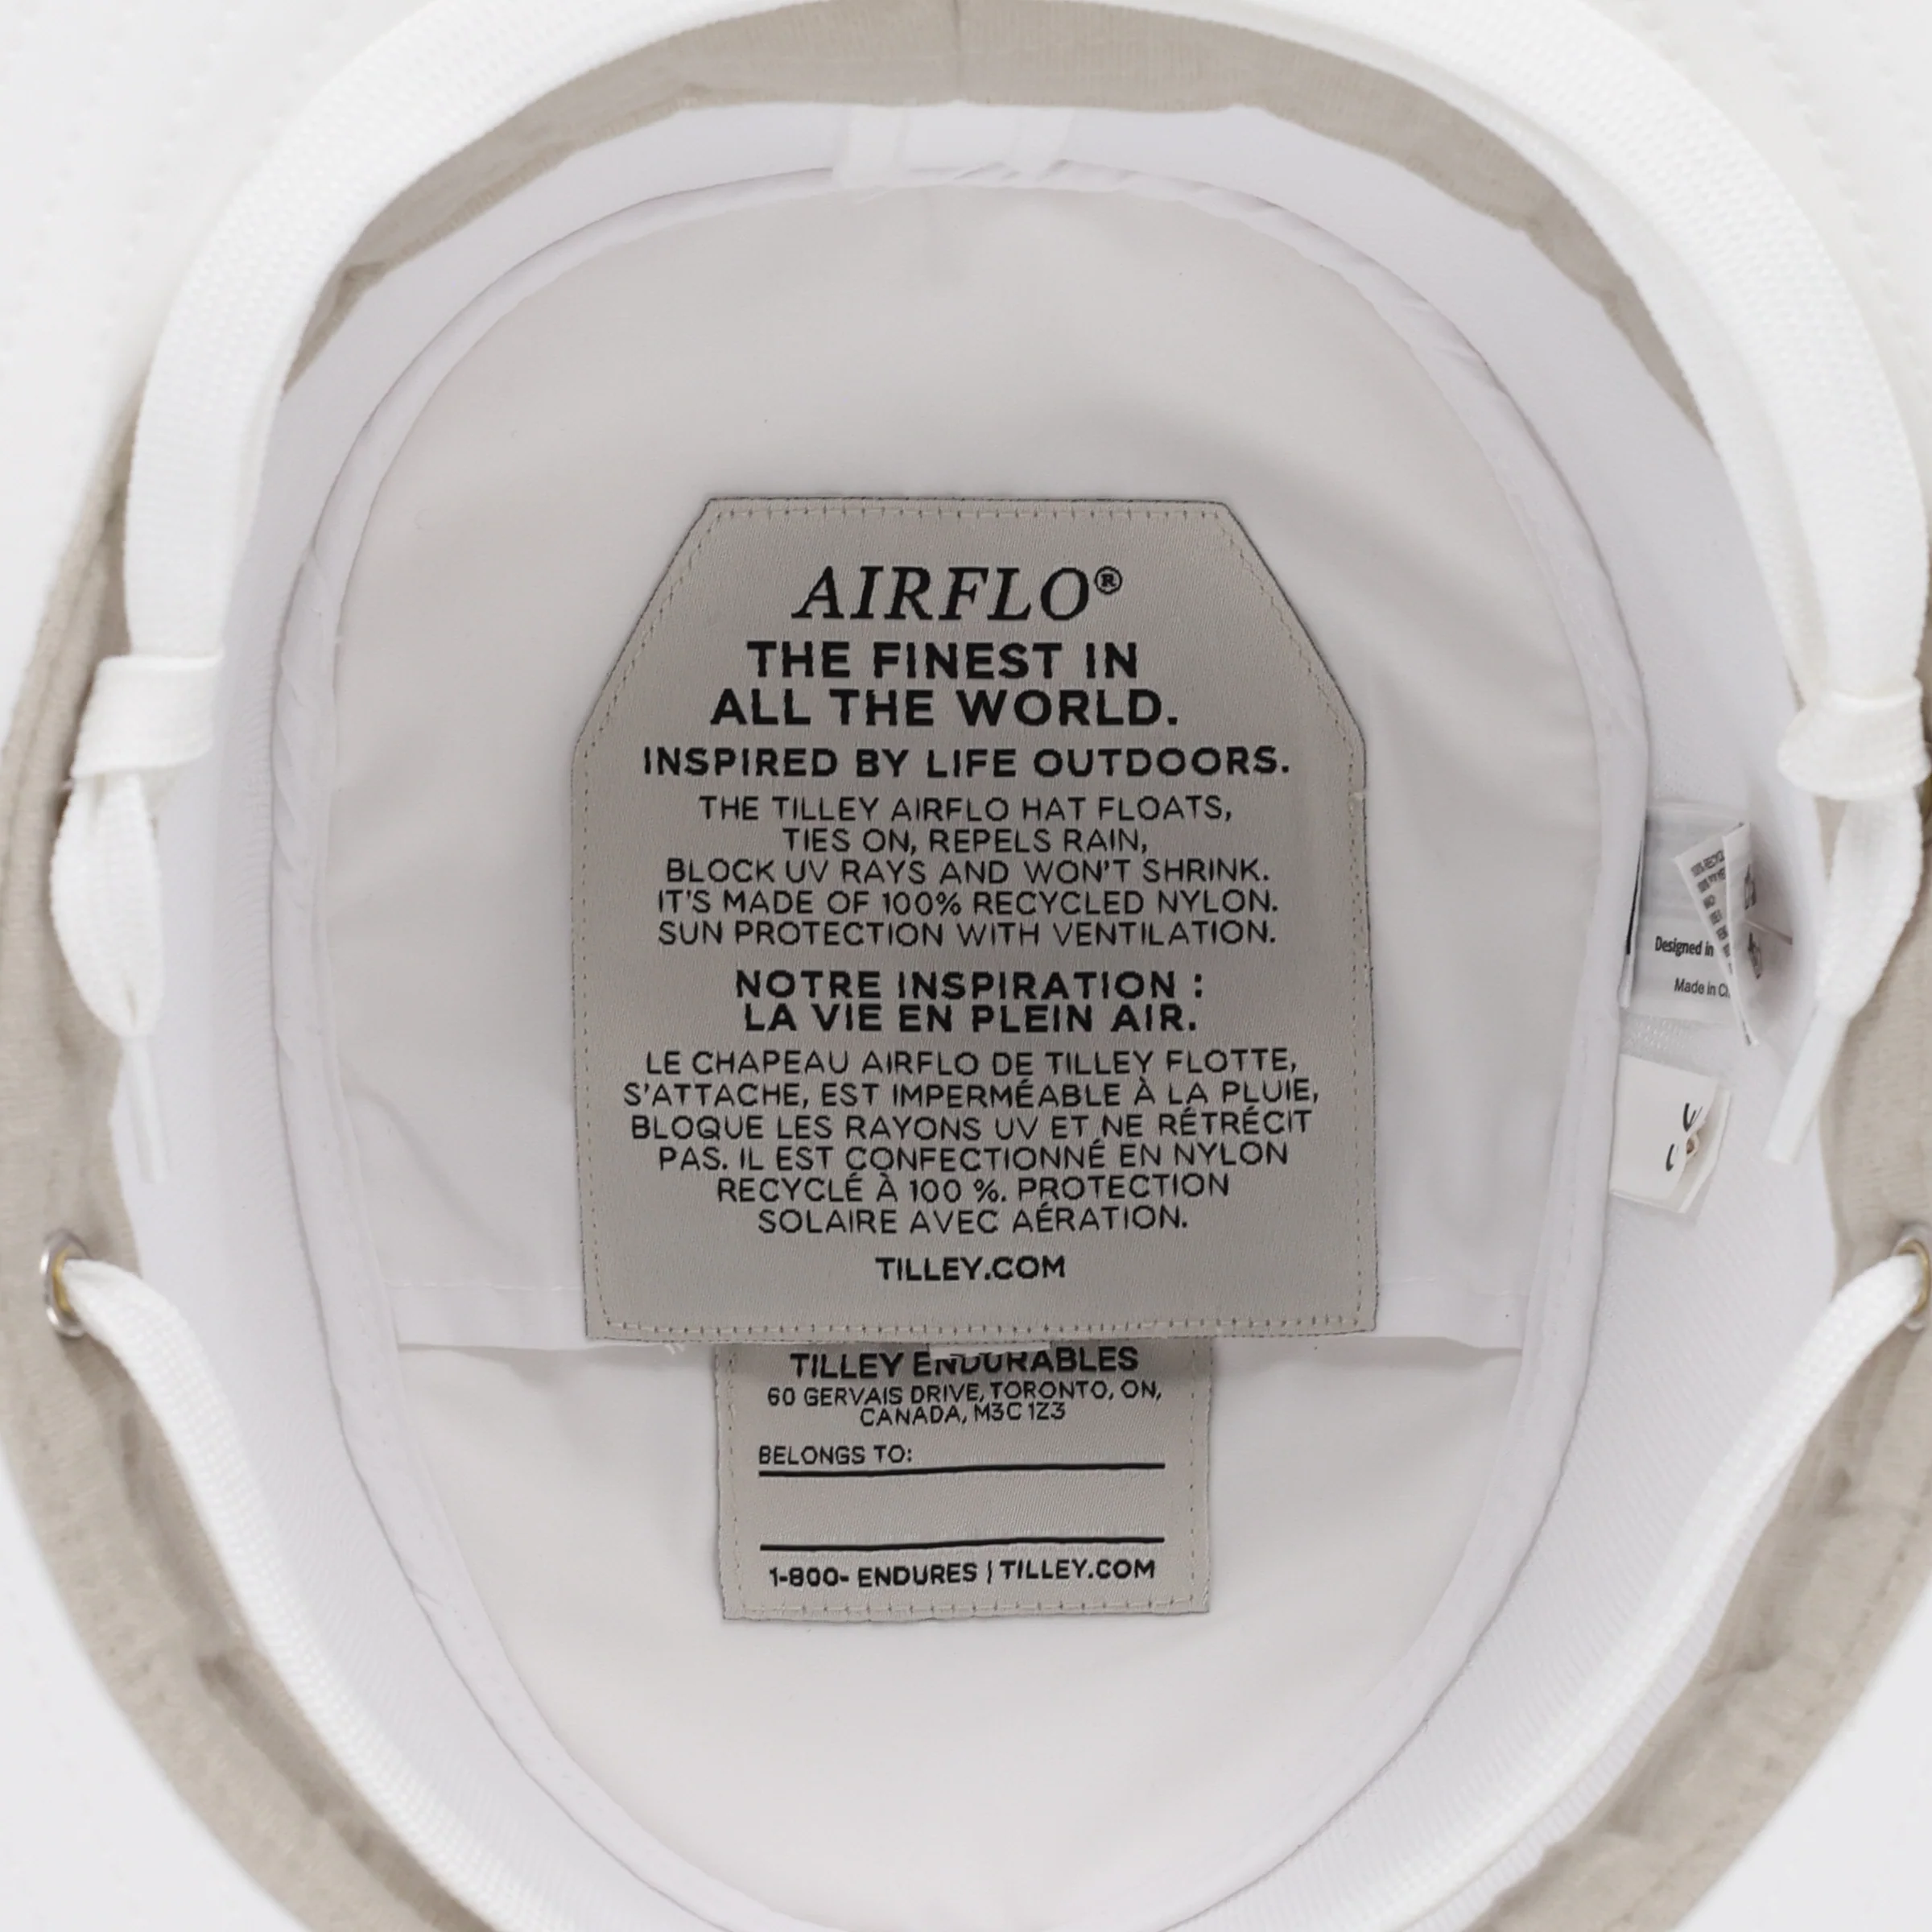 AIRFLO®
THE FINEST IN
ALL THE WORLD.
INSPIRED BY LIFE OUTDOORS.
THE TILLEY AIRFLO HAT FLOATS,
TIES ON, REPELS RAIN,
BLOCK UV RAYS AND WON'T SHRINK.
IT'S MADE OF 100% RECYCLED NYLON.
SUN PROTECTION WITH VENTILATION.
NOTRE INSPIRATION :
LA VIE EN PLEIN AIR.
LE CHAPEAU AIRFLO DE TILLEY FLOTTE,
S'ATTACHE, EST IMPERMÉABLE À LA PLUIE,
BLOQUE LES RAYONS UV ET NE RÉTRÉCIT
PAS. IL EST CONFECTIONNÉ EN NYLON
RECYCLÉ À 100 %. PROTECTION
SOLAIRE AVEC AÉRATION.
TILLEY.COM
TILLEY ENDURABLES
60 GERVAIS DRIVE, TORONTO, ON,
CANADA, M3C 1Z3
BELONGS TO:
1-800- ENDURES | TILLEY.COM
Designed in
Made in